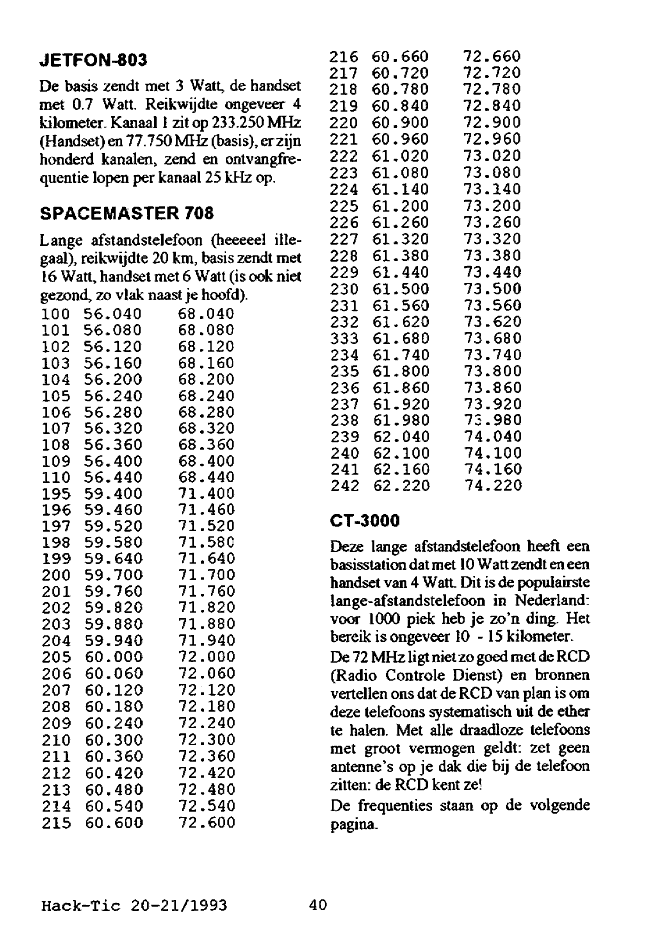 JETFON-803
De basis zendt met 3 Watt, de handset
met 0.7 Watt. Reikwijdte ongeveer 4
kilometer. Kanaal 1 zit op 233.250 MHz
(Handset) en 77.750 MHz (basis), er zijn
honderd kanalen, zend en ontvangfre-
quentie lopen per kanaal 25 kHz op.
SPACEMASTER 708
Lange afstandstelefoon (heeeeel ille-
gaal), reikwijdte 20 km, basis zendt met
16 Watt, handset met 6 Watt (is ook niet
gezond, zo vlak naast je hoofd).
100 56.040 68.040
101 56.080 68.080
102 56.120 68.120
103 56.160 68.160
104 56.200 68.200
105 56.240 68.240
106 56.280 68.280
107 56.320 68.320
108 56.360 68.360
109 56.400 68.400
110 56.440 68.440
195 59.400 71.400
196 59.460 71.460
197 59.520 71.520
198 59.580 71.580
199 59.640 71.640
200 59.700 71.700
201 59.760 71.760
202 59.820 71.820
203 59.880 71.880
204 59.940 71.940
205 60.000 72.000
206 60.060 72.060
207 60.120 72.120
208 60.180 72.180
209 60.240 72.240
210 60.300 72.300
211 60.360 72.360
212 60.420 72.420
213 60.480 72.480
214 60.540 72.540
215 60.600 72.600
216 60.660 72.660
217 60.720 72.720
218 60.780 72.780
219 60.840 72.840
220 60.900 72.900
221 60.960 72.960
222 61.020 73.020
223 61.080 73.080
224 61.140 73.140
225 61.200 73.200
226 61.260 73.260
227 61.320 73.320
228 61.380 73.380
229 61.440 73.440
230 61.500 73.500
231 61.560 73.560
232 61.620 73.620
333 61.680 73.680
234 61.740 73.740
235 61.800 73.800
236 61.860 73.860
237 61.920 73.920
238 61.980 73.980
239 62.040 74.040
240 62.100 74.100
241 62.160 74.160
242 62.220 74.220
CT-3000
Deze lange afstandstelefoon heeft een
basisstation dat met 10 Watt zendt en een
handset van 4 Watt. Dit is de populairste
lange-afstandstelefoon in Nederland:
voor 1000 piek heb je zo'n ding. Het
bereik is ongeveer 10 - 15 kilometer.
De 72 MHz ligt niet zo goed met de RCD
(Radio Controle Dienst) en bronnen
vertellen ons dat de RCD van plan is om
deze telefoons systematisch uit de ether
te halen. Met alle draadloze telefoons
met groot vermogen geldt: zet geen
antenne's op je dak die bij de telefoon
zitten: de RCD kent ze!
De frequenties staan op de volgende
pagina.
Hack-Tic 20-21/1993 40